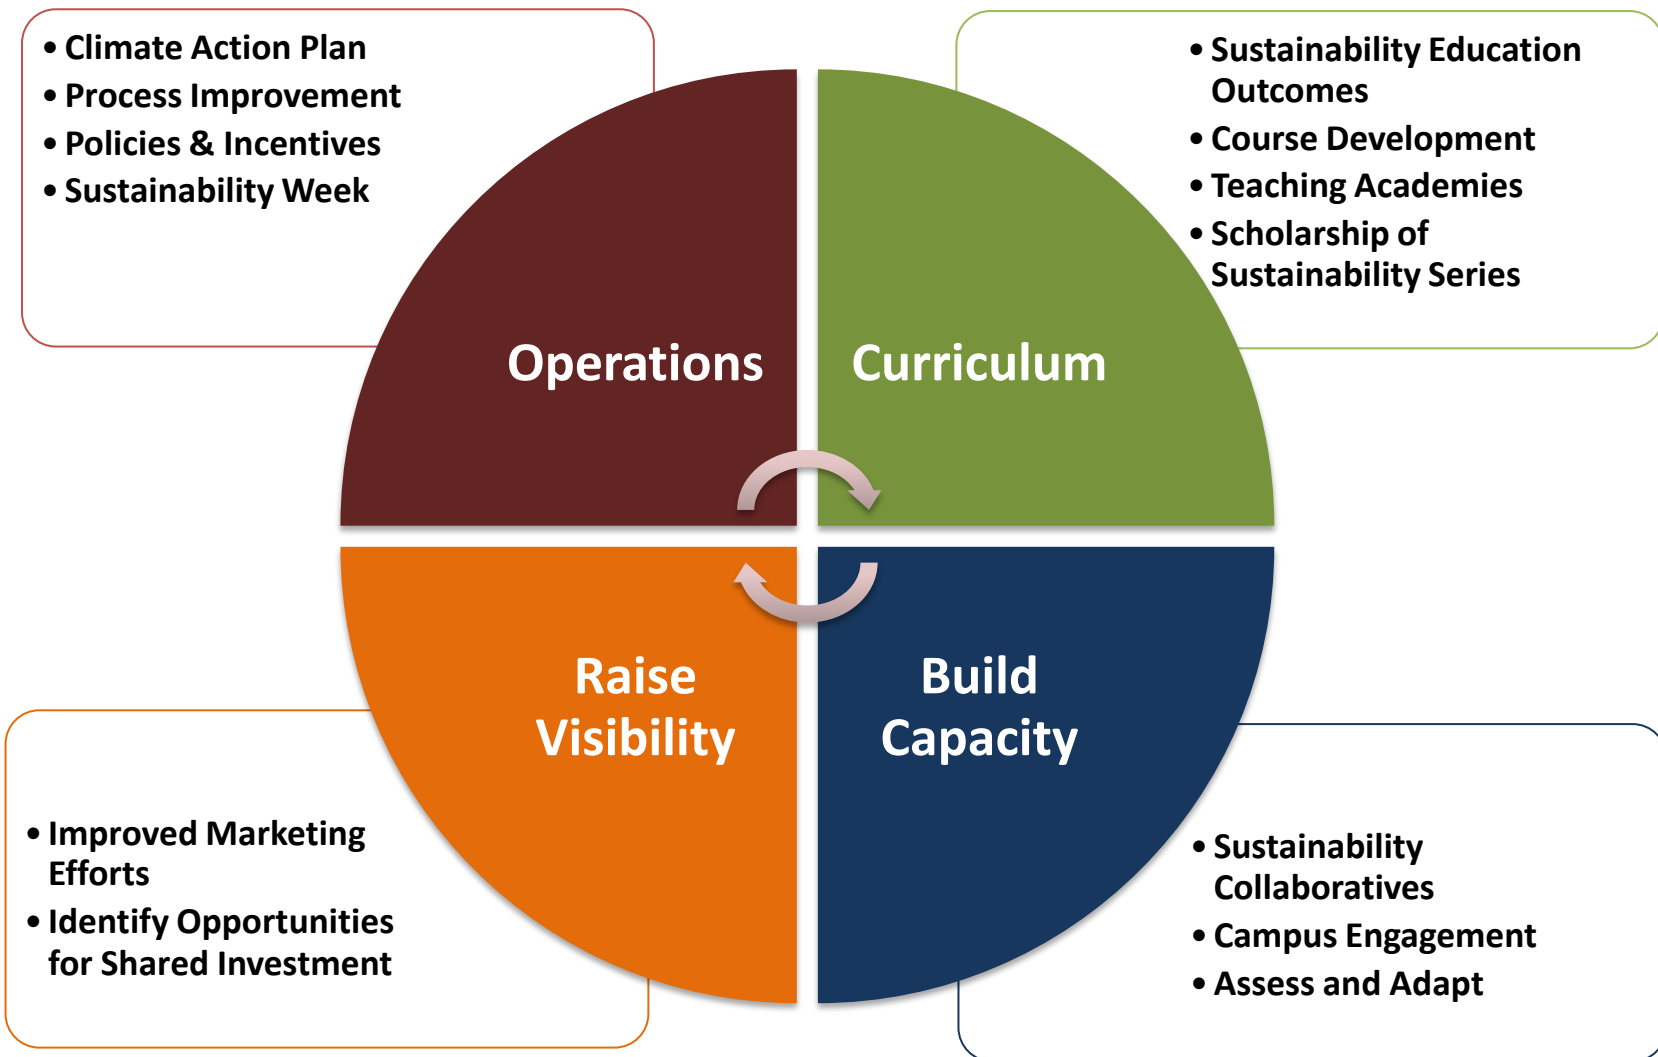 • Climate Action Plan
• Process Improvement
• Policies & Incentives
• Sustainability Week
• Sustainability Education
Outcomes
• Course Development
• Teaching Academies
• Scholarship of
Sustainability Series
Operations
Curriculum
Raise
Visibility
Build
Capacity
• Improved Marketing
Efforts
• Identify Opportunities
for Shared Investment
• Sustainability
Collaboratives
• Campus Engagement
• Assess and Adapt